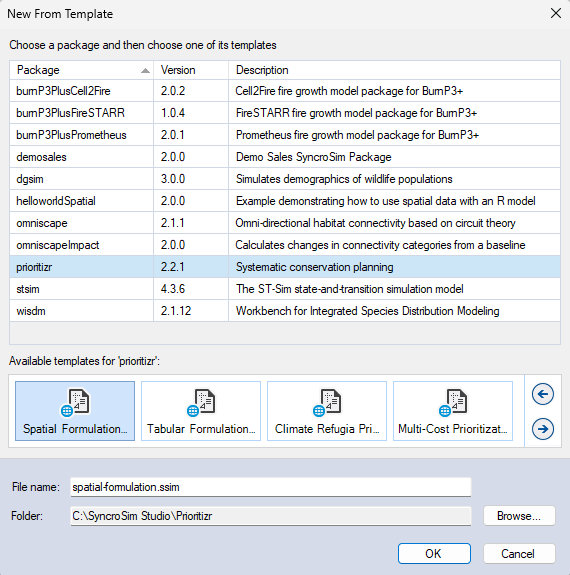 New From Template
Choose a package and then choose one of its templates
Package Version Description
burnP3PlusCell2Fire 2.0.2 Cell2Fire fire growth model package for BurnP3+
burnP3PlusFireSTARR 1.0.4 FireSTARR fire growth model package for BurnP3+
burnP3PlusPrometheus 2.0.1 Prometheus fire growth model package for BurnP3+
demosales 2.0.0 Demo Sales SyncroSim Package
dgsim 3.0.0 Simulates demographics of wildlife populations
helloworldSpatial 2.0.0 Example demonstrating how to use spatial data with an R model
omniscape 2.1.1 Omni-directional habitat connectivity based on circuit theory
omniscapeImpact 2.0.0 Calculates changes in connectivity categories from a baseline
prioritizr 2.2.1 Systematic conservation planning
stsim 4.3.6 The ST-Sim state-and-transition simulation model
wisdm 2.1.12 Workbench for Integrated Species Distribution Modeling
Available templates for 'prioritizr':
Spatial Formulation... Tabular Formulation... Climate Refugia Pri... Multi-Cost Prioritizat...
File name: spatial-formulation.ssim
Folder: C:\SyncroSim Studio\Prioritizr Browse...
OK Cancel